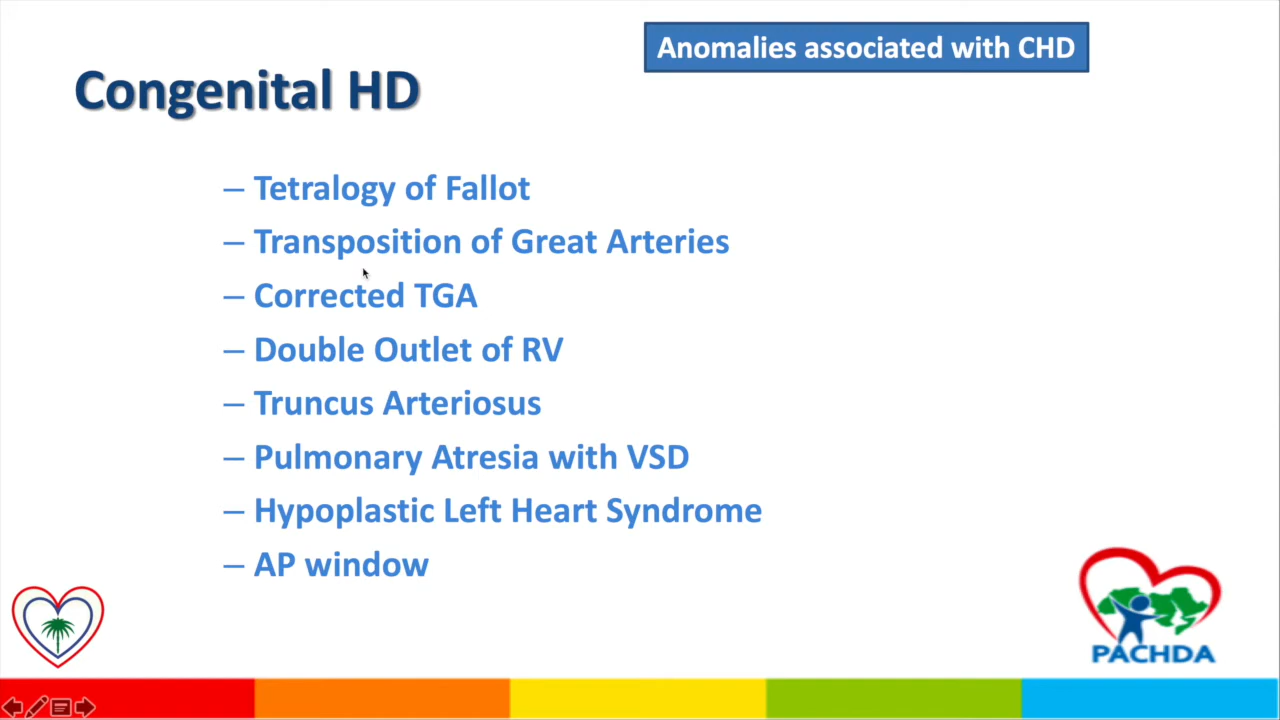 Anomalies associated with CHD
Congenital HD
– Tetralogy of Fallot
– Transposition of Great Arteries
– Corrected TGA
– Double Outlet of RV
– Truncus Arteriosus
– Pulmonary Atresia with VSD
– Hypoplastic Left Heart Syndrome
– AP window
PACHDA